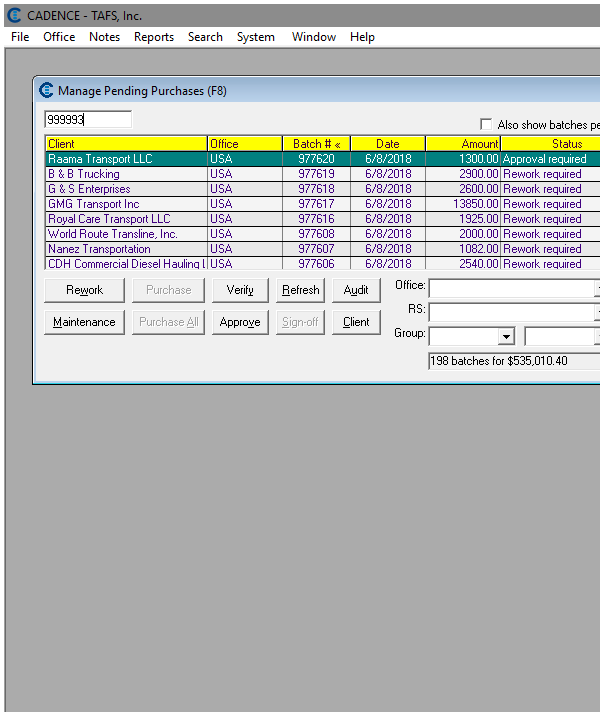 CADENCE - TAFS, Inc.
File Office Notes Reports Search System Window Help
Manage Pending Purchases (F8)
999993
Also show batches pe
Client Office Batch # « Date Amount Status
Raama Transport LLC USA 977620 6/8/2018 1300.00 Approval required
B & B Trucking USA 977619 6/8/2018 2900.00 Rework required
G & S Enterprises USA 977618 6/8/2018 2600.00 Rework required
GMG Transport Inc USA 977617 6/8/2018 13850.00 Rework required
Royal Care Transport LLC USA 977616 6/8/2018 1925.00 Rework required
World Route Transline, Inc. USA 977608 6/8/2018 2000.00 Rework required
Nanez Transportation USA 977607 6/8/2018 1082.00 Rework required
CDH Commercial Diesel Hauling L USA 977606 6/8/2018 2540.00 Rework required
Rework Purchase Verify Refresh Audit Office:
RS:
Maintenance Purchase All Approve Sign-off Client
Group:
198 batches for $535,010.40